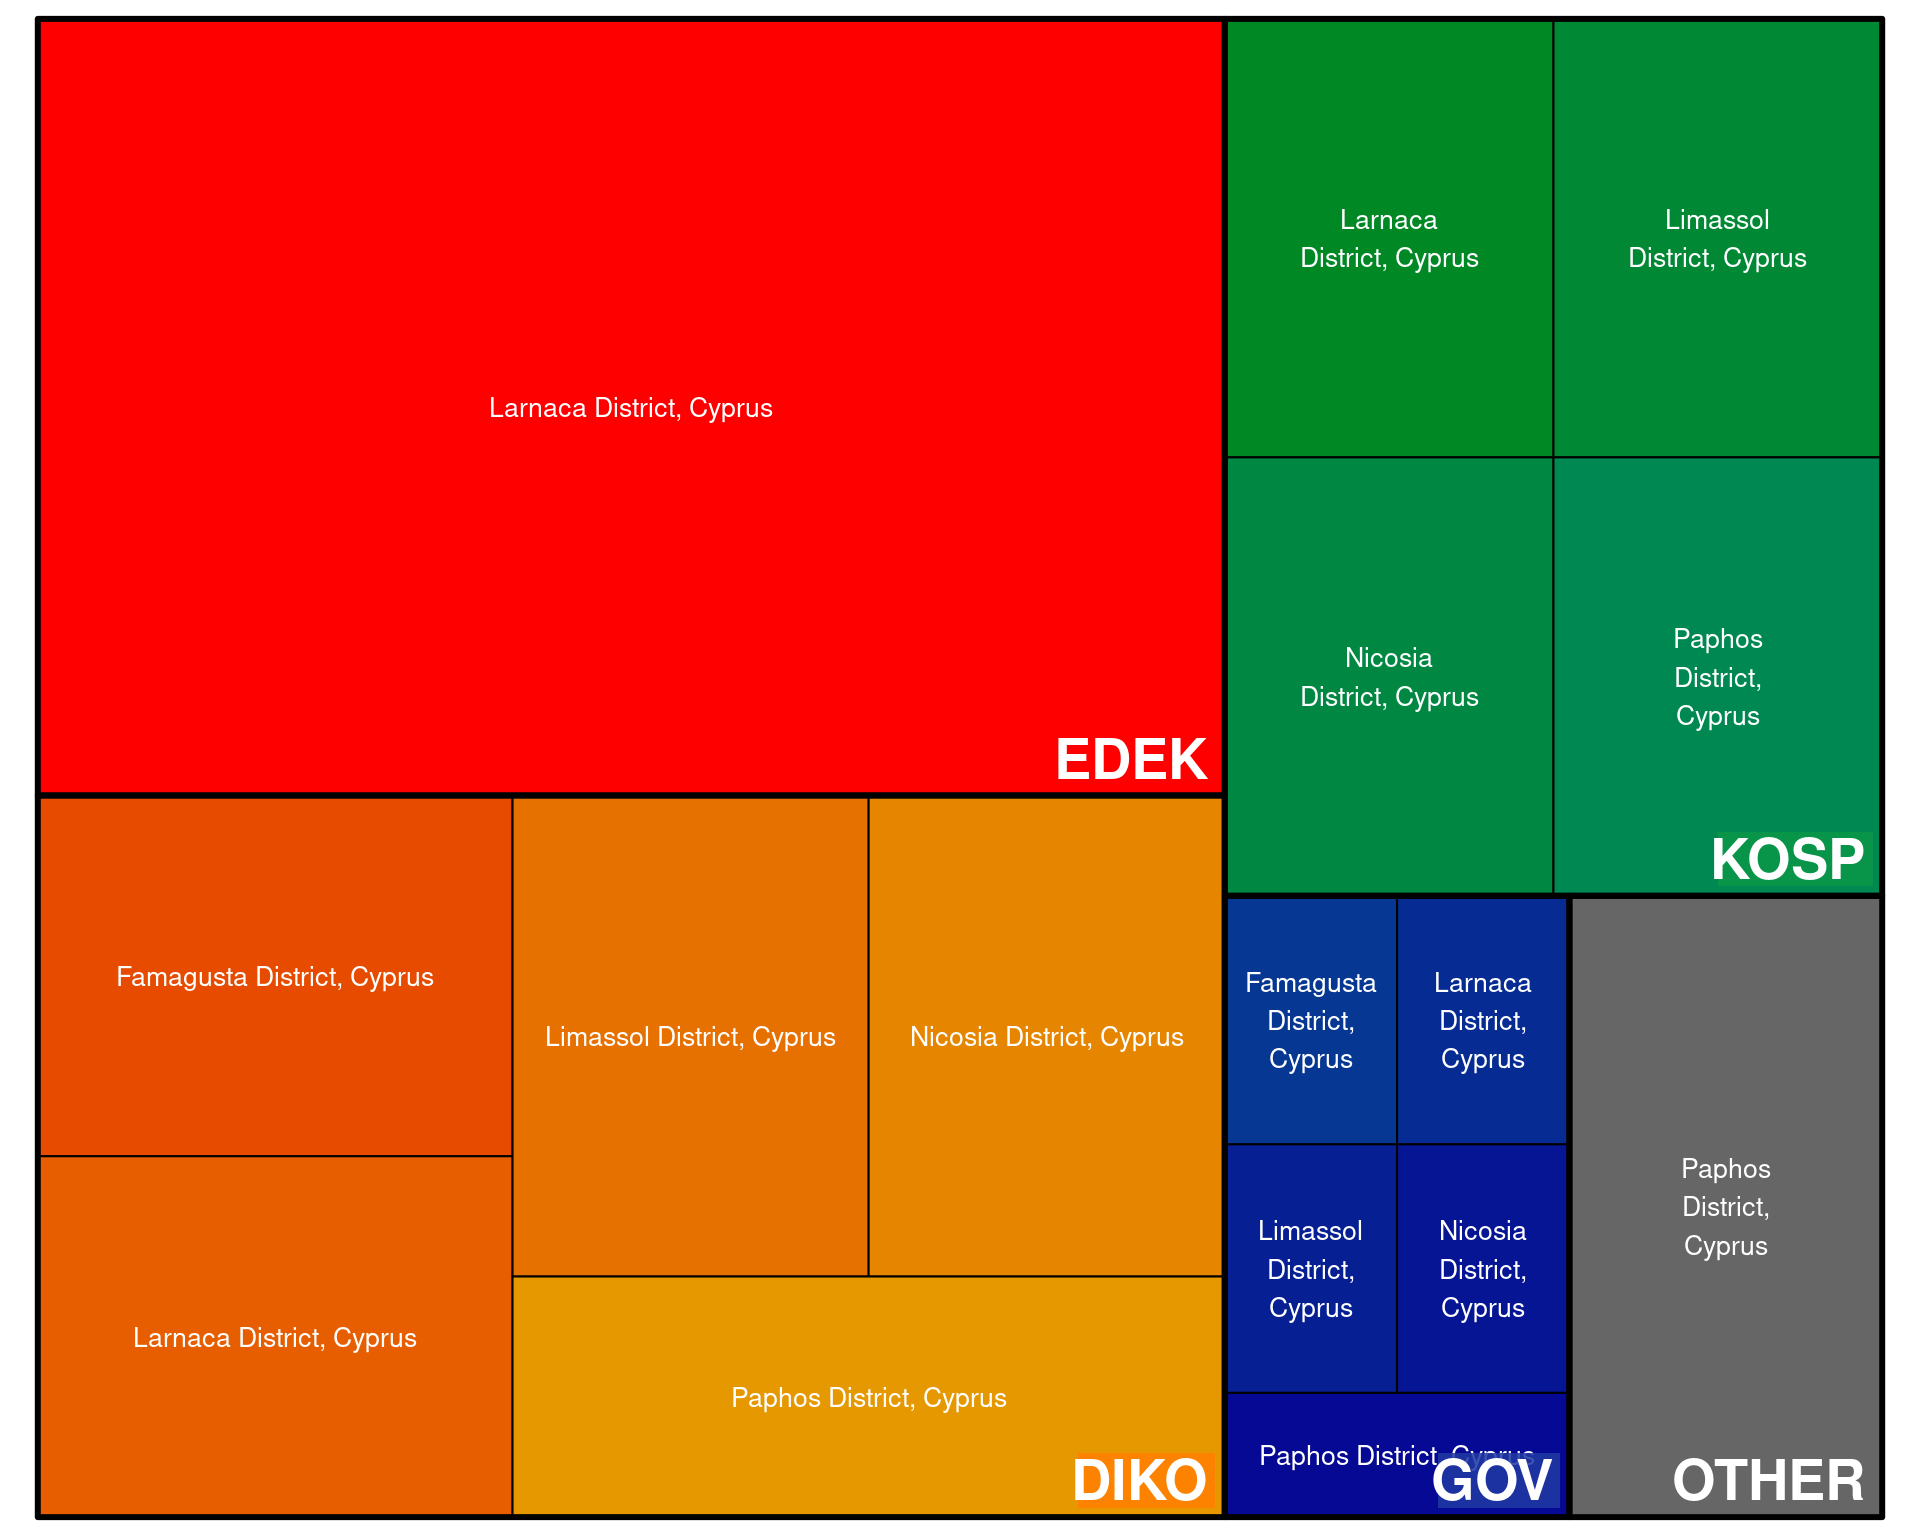 Larnaca District, Cyprus
EDEK
Famagusta District, Cyprus
Larnaca District, Cyprus
Limassol District, Cyprus
Nicosia District, Cyprus
Paphos District, Cyprus
DIKO
Larnaca
District, Cyprus
Limassol
District, Cyprus
Nicosia
District, Cyprus
Paphos
District,
Cyprus
KOSP
Famagusta
District,
Cyprus
Larnaca
District,
Cyprus
Limassol
District,
Cyprus
Nicosia
District,
Cyprus
Paphos District, Cyprus
GOV
Paphos
District,
Cyprus
OTHER